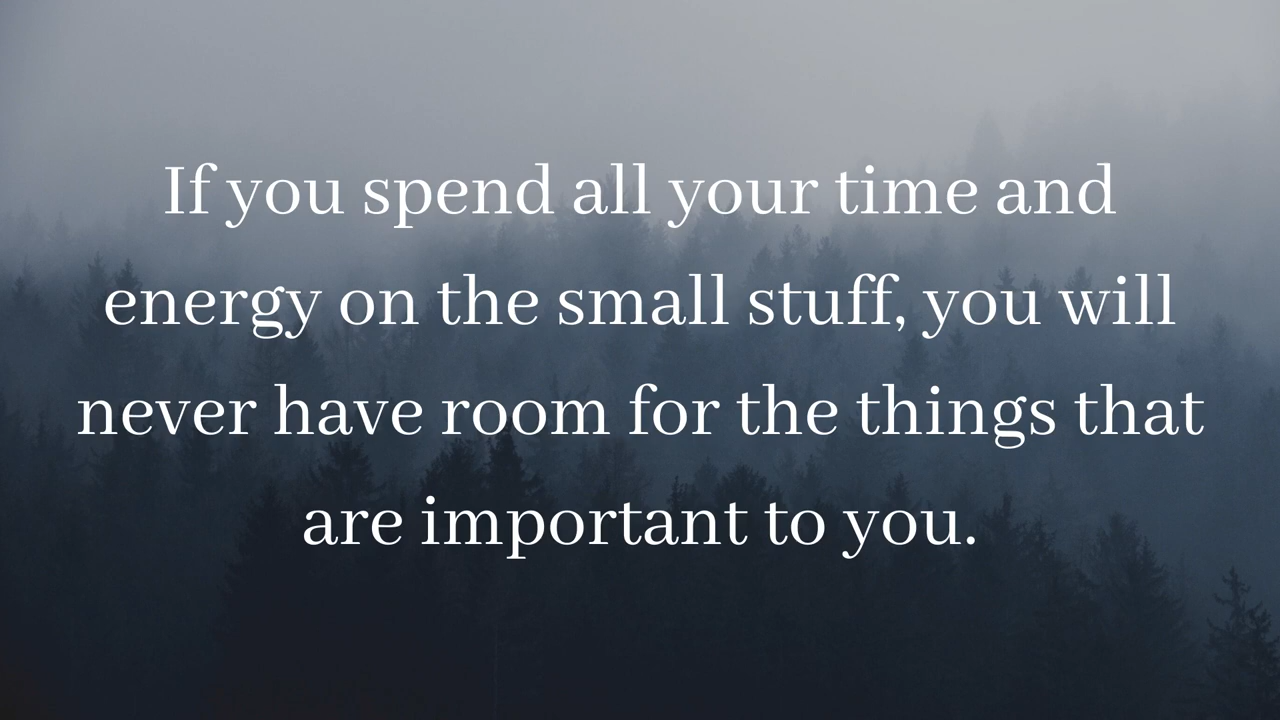 If you spend all your time and
energy on the small stuff, you will
never have room for the things that
are important to you.